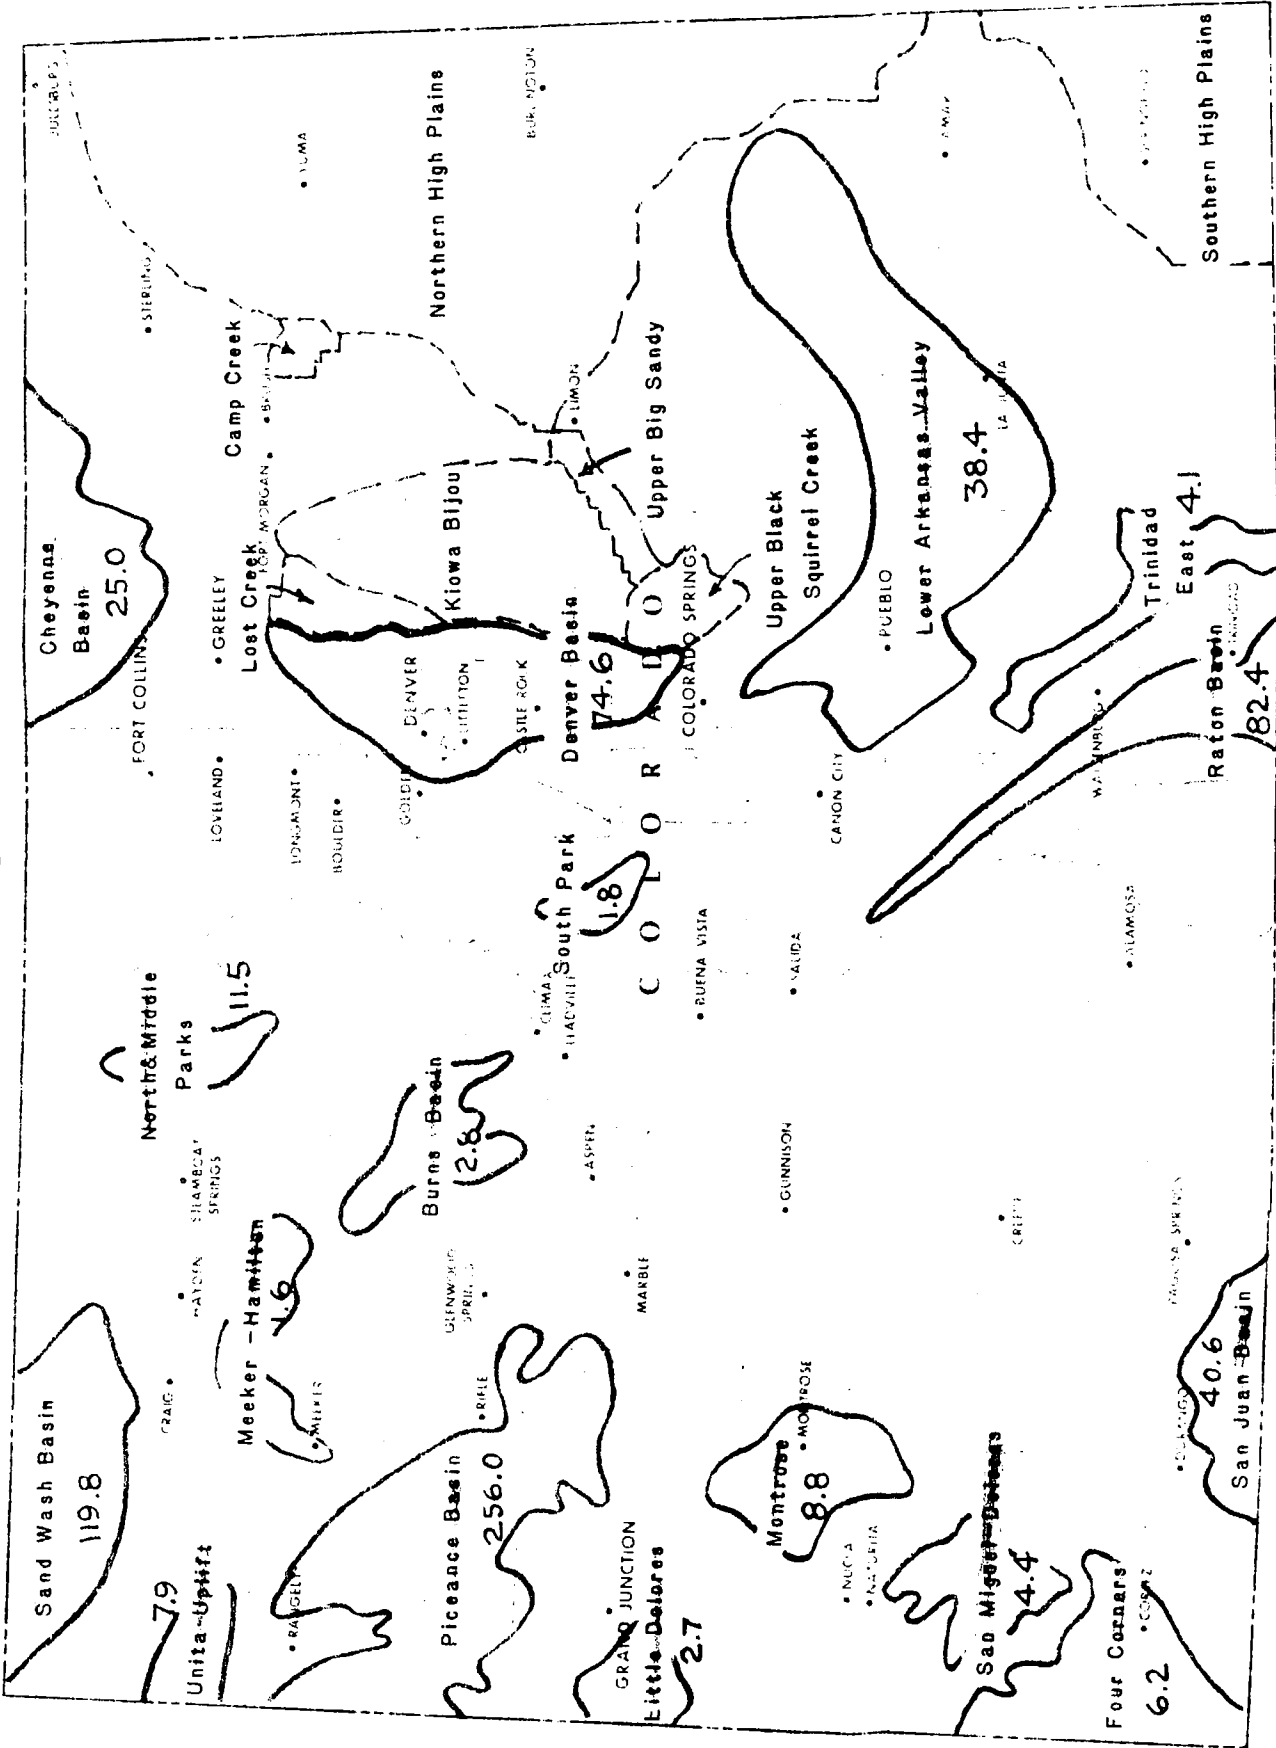 Sand Wash Basin
119.8
7.9
Unita Uplift
RANGELY
CRAIG
HAYDEN
STEAMBOAT
SPRINGS
Meeker-Hamilton
1.6
MEEKER
North & Middle
Parks
11.5
Cheyenne
Basin
25.0
FORT COLLINS
GREELEY
LOVELAND
LONGMONT
BOULDER
Lost Creek
FORT MORGAN
Camp Creek
STERLING
YUMA
Northern High Plains
BURLINGTON
Piceance Basin
256.0
RIFLE
GLENWOOD
Burns Basin
2.8
GOLDEN
DENVER
LITTLETON
CASTLE ROCK
Kiowa Bijou
Denver Basin
74.6
LIMON
Upper Big Sandy
GRAND JUNCTION
Little Dolores
2.7
MARBLE
ASPEN
CLIMAX
LEADVILLE
South Park
1.8
COLORADO
BUENA VISTA
COLORADO SPRINGS
Upper Black
Squirrel Creek
Montrose
8.8
MONTROSE
GUNNISON
SALIDA
CANON CITY
PUEBLO
Lower Arkansas Valley
38.4
LA JUNTA
LAMAR
NUCLA
NATURITA
San Miguel-Dolores
4.4
CREEDE
ALAMOSA
WALSENBURG
Trinidad
East 4.1
TRINIDAD
Raton Basin
82.4
Southern High Plains
Four Corners
6.2
CORTEZ
DURANGO
40.6
San Juan Basin
PAGOSA SPRINGS